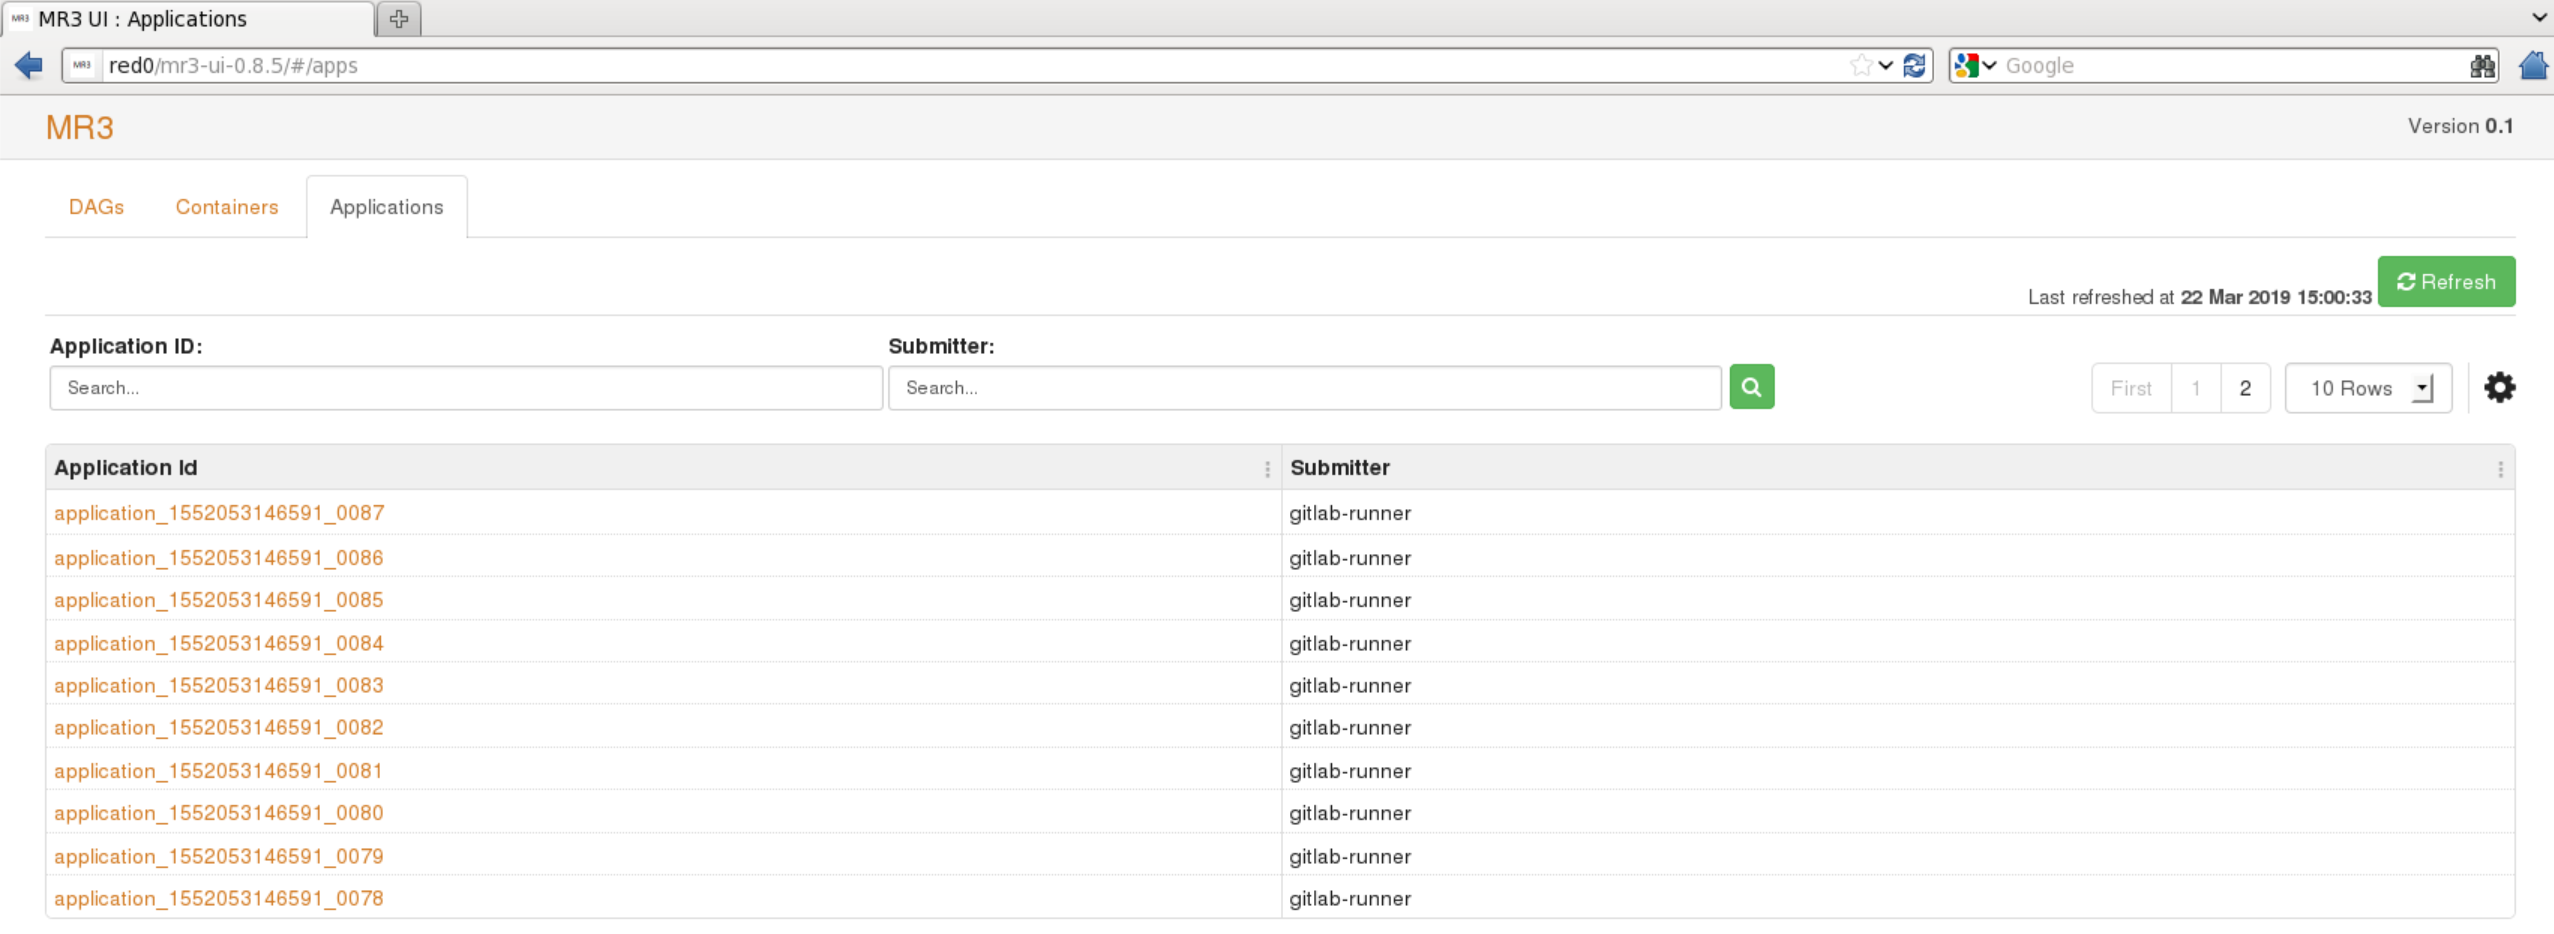 MR3 MR3 UI : Applications
MR3 red0/mr3-ui-0.8.5/#/apps Google
MR3 Version 0.1
DAGs Containers Applications
Last refreshed at 22 Mar 2019 15:00:33 Refresh
Application ID: Submitter:
Search... Search... First 1 2 10 Rows
Application Id Submitter
application_1552053146591_0087 gitlab-runner
application_1552053146591_0086 gitlab-runner
application_1552053146591_0085 gitlab-runner
application_1552053146591_0084 gitlab-runner
application_1552053146591_0083 gitlab-runner
application_1552053146591_0082 gitlab-runner
application_1552053146591_0081 gitlab-runner
application_1552053146591_0080 gitlab-runner
application_1552053146591_0079 gitlab-runner
application_1552053146591_0078 gitlab-runner